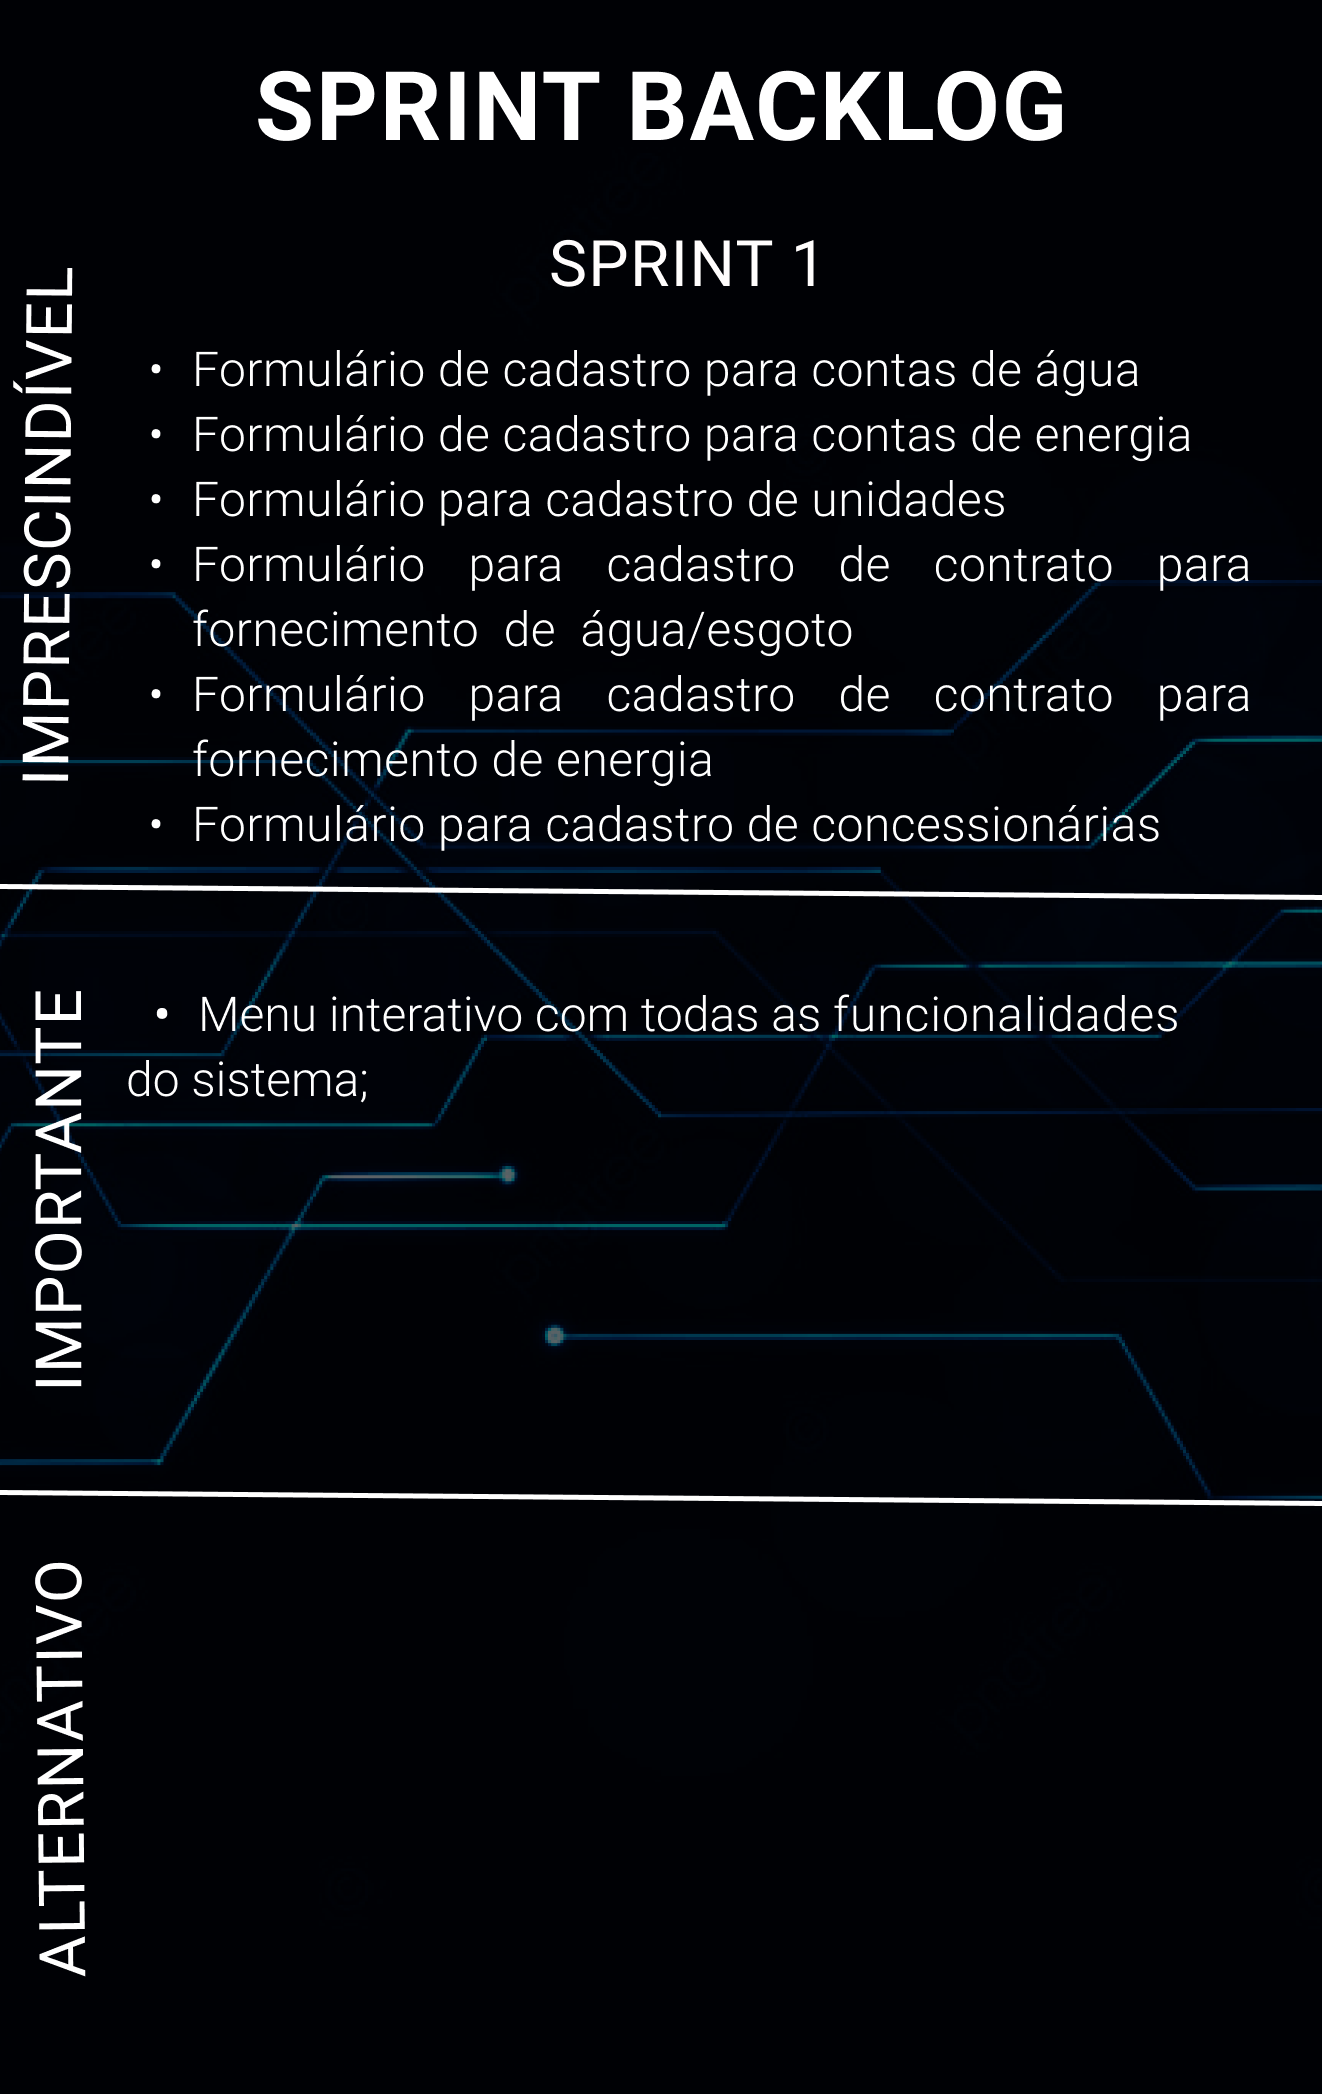 SPRINT BACKLOG
SPRINT 1
IMPRESCINDÍVEL
• Formulário de cadastro para contas de água
• Formulário de cadastro para contas de energia
• Formulário para cadastro de unidades
• Formulário para cadastro de contrato para
fornecimento de água/esgoto
• Formulário para cadastro de contrato para
fornecimento de energia
• Formulário para cadastro de concessionárias
IMPORTANTE
• Menu interativo com todas as funcionalidades
do sistema;
ALTERNATIVO